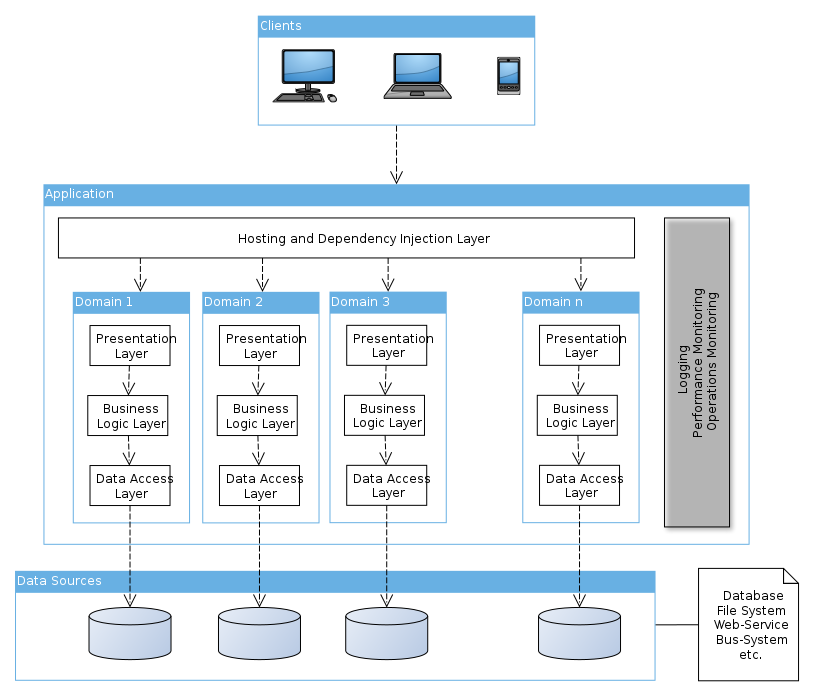 Clients
Application
Hosting and Dependency Injection Layer
Domain 1
Presentation
Layer
Business
Logic Layer
Data Access
Layer
Domain 2
Presentation
Layer
Business
Logic Layer
Data Access
Layer
Domain 3
Presentation
Layer
Business
Logic Layer
Data Access
Layer
Domain n
Presentation
Layer
Business
Logic Layer
Data Access
Layer
Logging
Performance Monitoring
Operations Monitoring
Data Sources
Database
File System
Web-Service
Bus-System
etc.